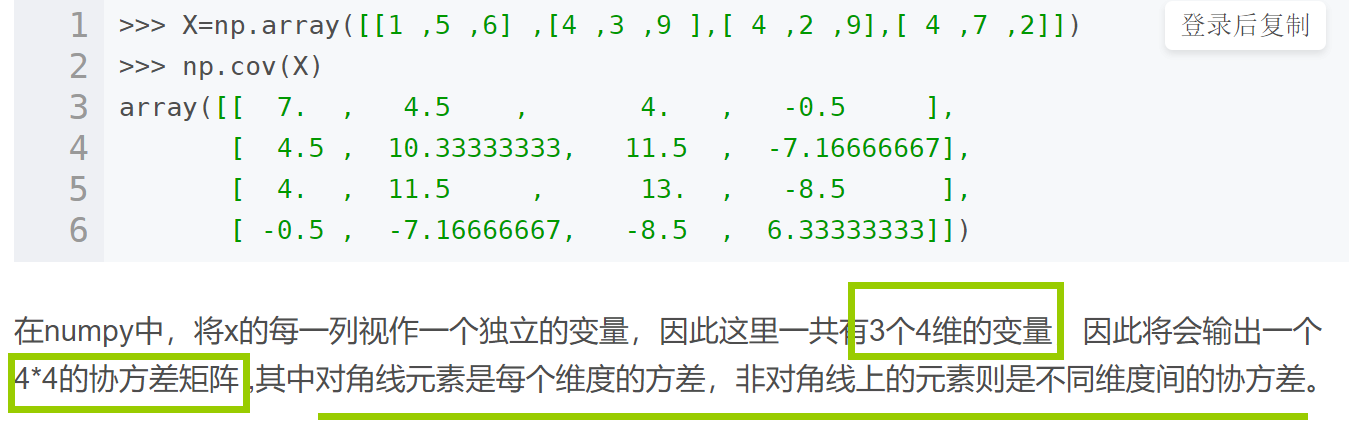 登录后复制
1 >>> X=np.array([[1 ,5 ,6] ,[4 ,3 ,9 ],[ 4 ,2 ,9],[ 4 ,7 ,2]])
2 >>> np.cov(X)
3 array([[  7.  ,   4.5    ,       4.   ,   -0.5     ],
4        [  4.5 ,  10.33333333,   11.5  ,  -7.16666667],
5        [  4.  ,  11.5     ,     13.  ,   -8.5     ],
6        [ -0.5 ,  -7.16666667,   -8.5  ,  6.33333333]])
在numpy中，将x的每一列视作一个独立的变量，因此这里一共有3个4维的变量 因此将会输出一个
4*4的协方差矩阵 ,其中对角线元素是每个维度的方差，非对角线上的元素则是不同维度间的协方差。